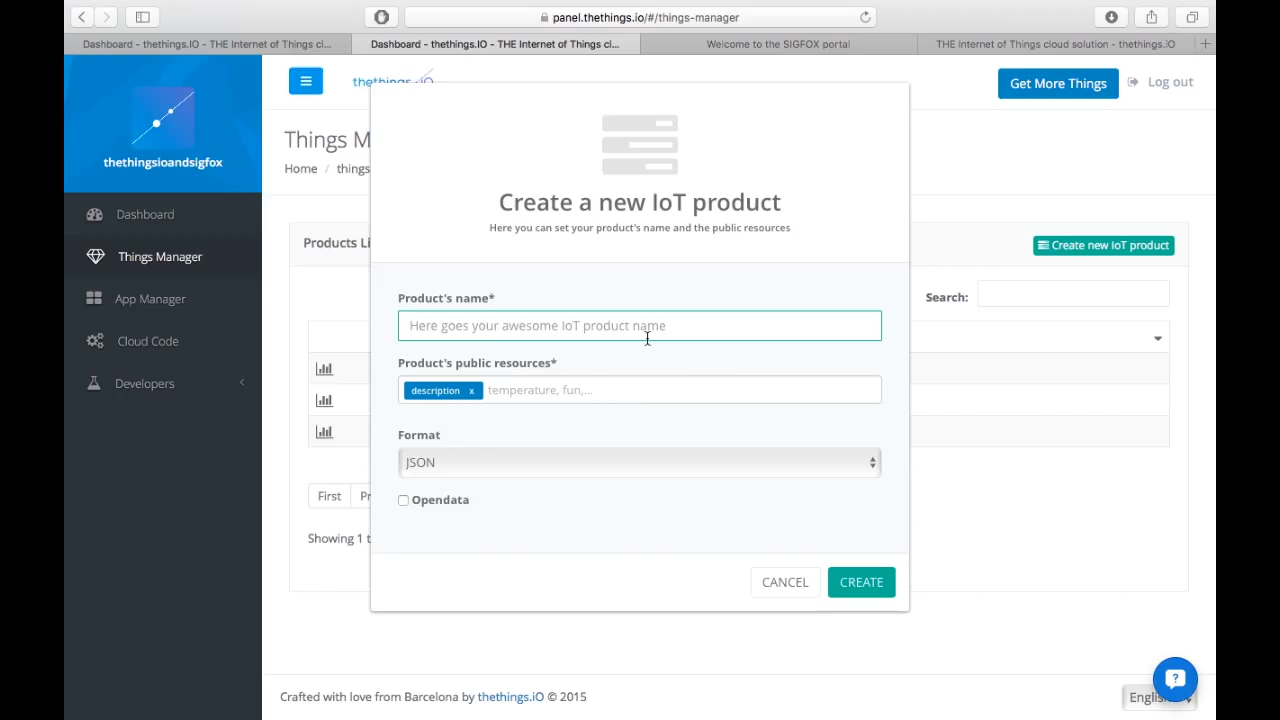 panel.thethings.io/#/things-manager
Dashboard - thethings.IO - THE Internet of Things cl...
Dashboard - thethings.IO - THE Internet of Things cl...
Welcome to the SIGFOX portal
THE Internet of Things cloud solution - thethings.iO
thethingsioandsigfox
Dashboard
Things Manager
App Manager
Cloud Code
Developers
thethings.iO
Get More Things
Log out
Things M
Home / things
Products Li
Create new IoT product
Search:
First
Pr
Showing 1 t
Create a new IoT product
Here you can set your product's name and the public resources
Product's name*
Here goes your awesome IoT product name
Product's public resources*
description x temperature, fun,...
Format
JSON
Opendata
CANCEL
CREATE
Crafted with love from Barcelona by thethings.iO © 2015
English